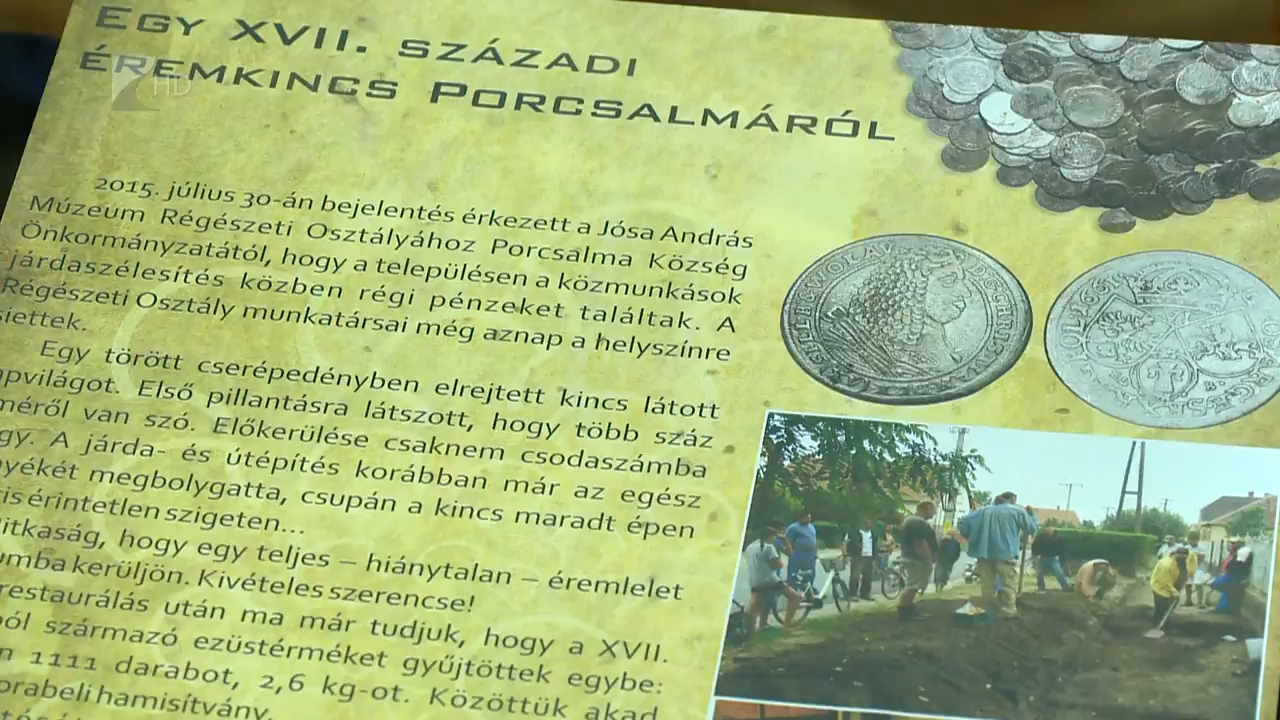 EGY XVII. SZÁZADI
ÉREMKINCS PORCSALMÁRÓL
2015. július 30-án bejelentés érkezett a Jósa András
Múzeum Régészeti Osztályához Porcsalma Község
Önkormányzatától, hogy a településen a közmunkások
járdaszélesítés közben régi pénzeket találtak. A
Régészeti Osztály munkatársai még aznap a helyszínre
siettek.
Egy törött cserépedényben elrejtett kincs látott
apvilágot. Első pillantásra látszott, hogy több száz
méről van szó. Előkerülése csaknem csodaszámba
gy. A járda- és útépítés korábban már az egész
nyékét megbolygatta, csupán a kincs maradt épen
is érintetlen szigeten...
litkaság, hogy egy teljes – hiánytalan – éremlelet
umba kerüljön. Kivételes szerencse!
restaurálás után ma már tudjuk, hogy a XVII.
ból származó ezüstérméket gyűjtöttek egybe:
n 1111 darabot, 2,6 kg-ot. Közöttük akad
orabeli hamisítvány.
HD